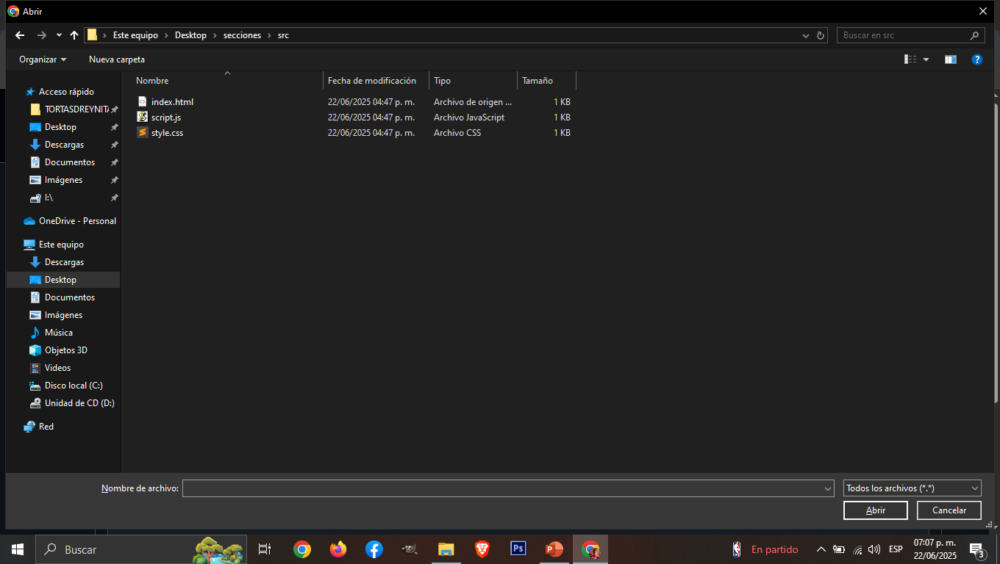 Abrir
Este equipo › Desktop › secciones › src
Buscar en src
Organizar
Nueva carpeta
Nombre
Fecha de modificación
Tipo
Tamaño
index.html 22/06/2025 04:47 p. m. Archivo de origen ... 1 KB
script.js 22/06/2025 04:47 p. m. Archivo JavaScript 1 KB
style.css 22/06/2025 04:47 p. m. Archivo CSS 1 KB
Acceso rápido
TORTASDREYNITA
Desktop
Descargas
Documentos
Imágenes
I:\
OneDrive - Personal
Este equipo
Descargas
Desktop
Documentos
Imágenes
Música
Objetos 3D
Videos
Disco local (C:)
Unidad de CD (D:)
Red
Nombre de archivo:
Todos los archivos (*.*)
Abrir
Cancelar
Buscar
Ps
P
En partido
ESP
07:07 p. m.
22/06/2025
3